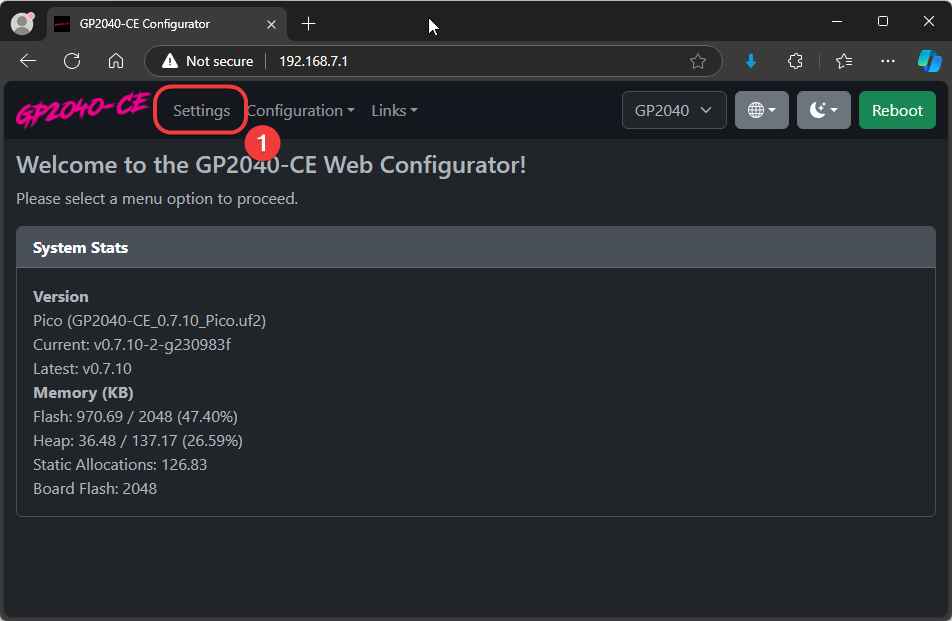 GP2040-CE Configurator
Not secure 192.168.7.1
GP2040-CE Settings Configuration Links GP2040 Reboot
1
Welcome to the GP2040-CE Web Configurator!
Please select a menu option to proceed.
System Stats
Version
Pico (GP2040-CE_0.7.10_Pico.uf2)
Current: v0.7.10-2-g230983f
Latest: v0.7.10
Memory (KB)
Flash: 970.69 / 2048 (47.40%)
Heap: 36.48 / 137.17 (26.59%)
Static Allocations: 126.83
Board Flash: 2048